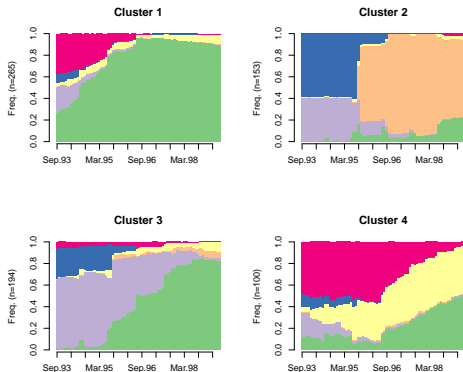 Cluster 1
Freq. (n=265)
0.0 0.2 0.4 0.6 0.8 1.0
Sep.93 Mar.95 Sep.96 Mar.98
Cluster 2
Freq. (n=153)
0.0 0.2 0.4 0.6 0.8 1.0
Sep.93 Mar.95 Sep.96 Mar.98
Cluster 3
Freq. (n=194)
0.0 0.2 0.4 0.6 0.8 1.0
Sep.93 Mar.95 Sep.96 Mar.98
Cluster 4
Freq. (n=100)
0.0 0.2 0.4 0.6 0.8 1.0
Sep.93 Mar.95 Sep.96 Mar.98